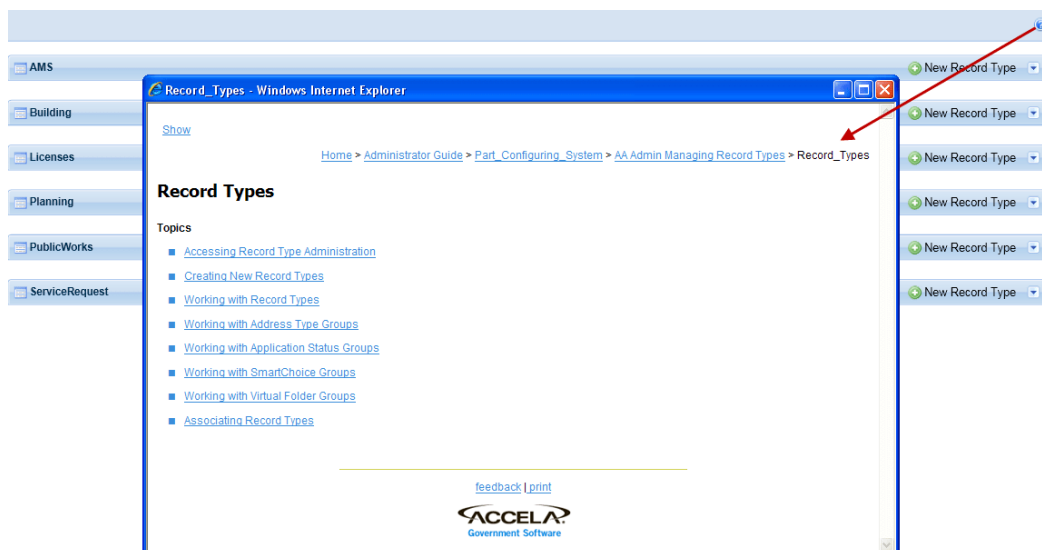 AMS
New Record Type
Record_Types - Windows Internet Explorer
Building
New Record Type
Show
Home > Administrator Guide > Part_Configuring_System > AA Admin Managing Record Types > Record_Types
Licenses
New Record Type
Record Types
Planning
New Record Type
Topics
PublicWorks
New Record Type
Accessing Record Type Administration
Creating New Record Types
ServiceRequest
New Record Type
Working with Record Types
Working with Address Type Groups
Working with Application Status Groups
Working with SmartChoice Groups
Working with Virtual Folder Groups
Associating Record Types
feedback | print
ACCELA
Government Software